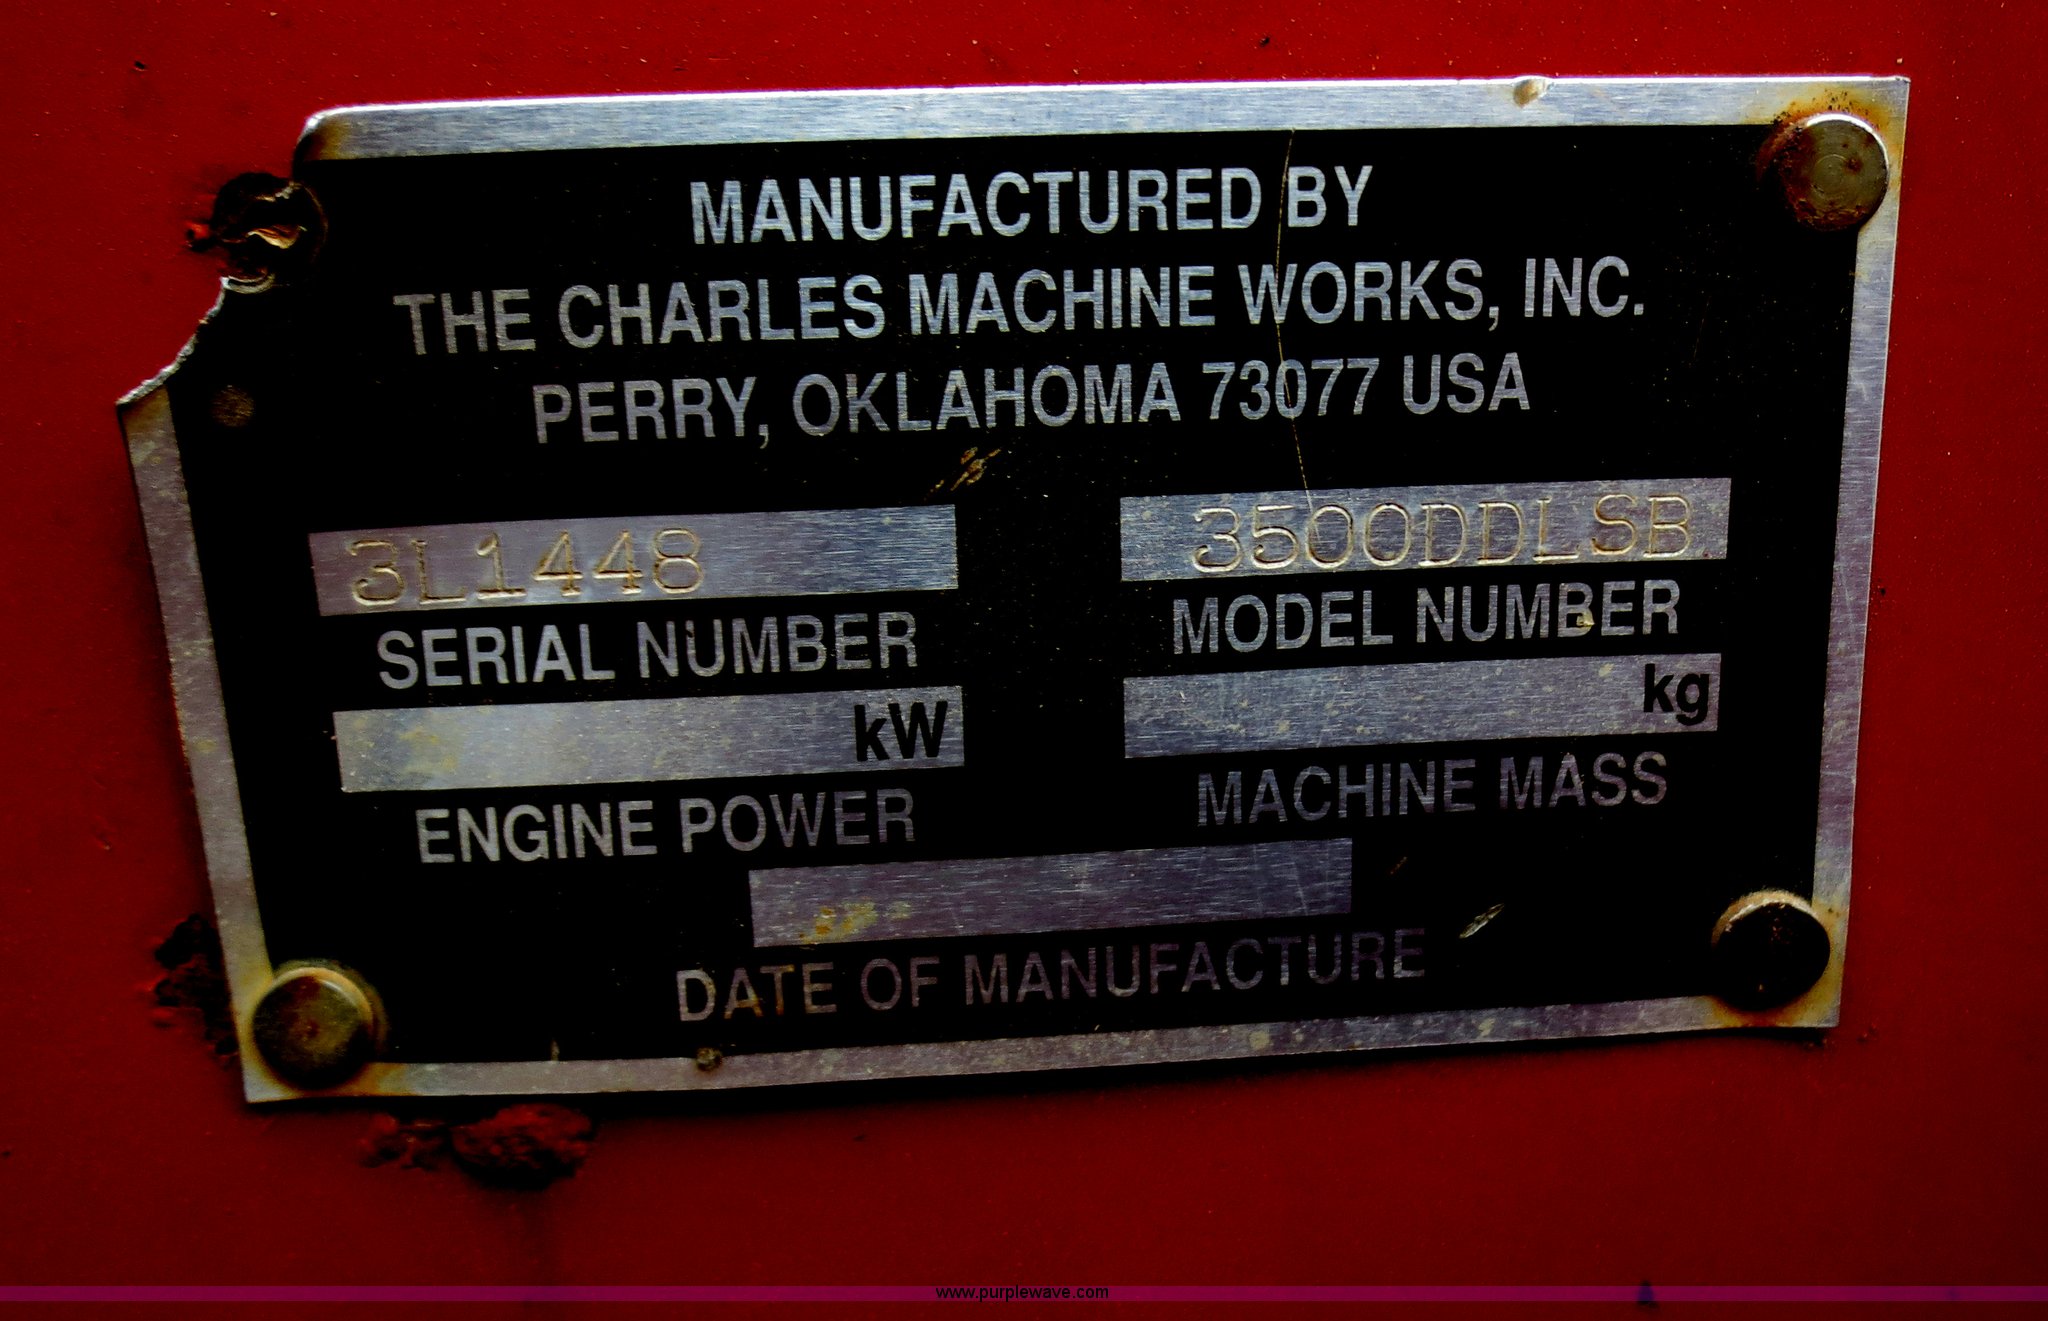 MANUFACTURED BY
THE CHARLES MACHINE WORKS, INC.
PERRY, OKLAHOMA 73077 USA
3L1448
3500DDLSB
SERIAL NUMBER
MODEL NUMBER
kW
kg
ENGINE POWER
MACHINE MASS
DATE OF MANUFACTURE
www.purplewave.com